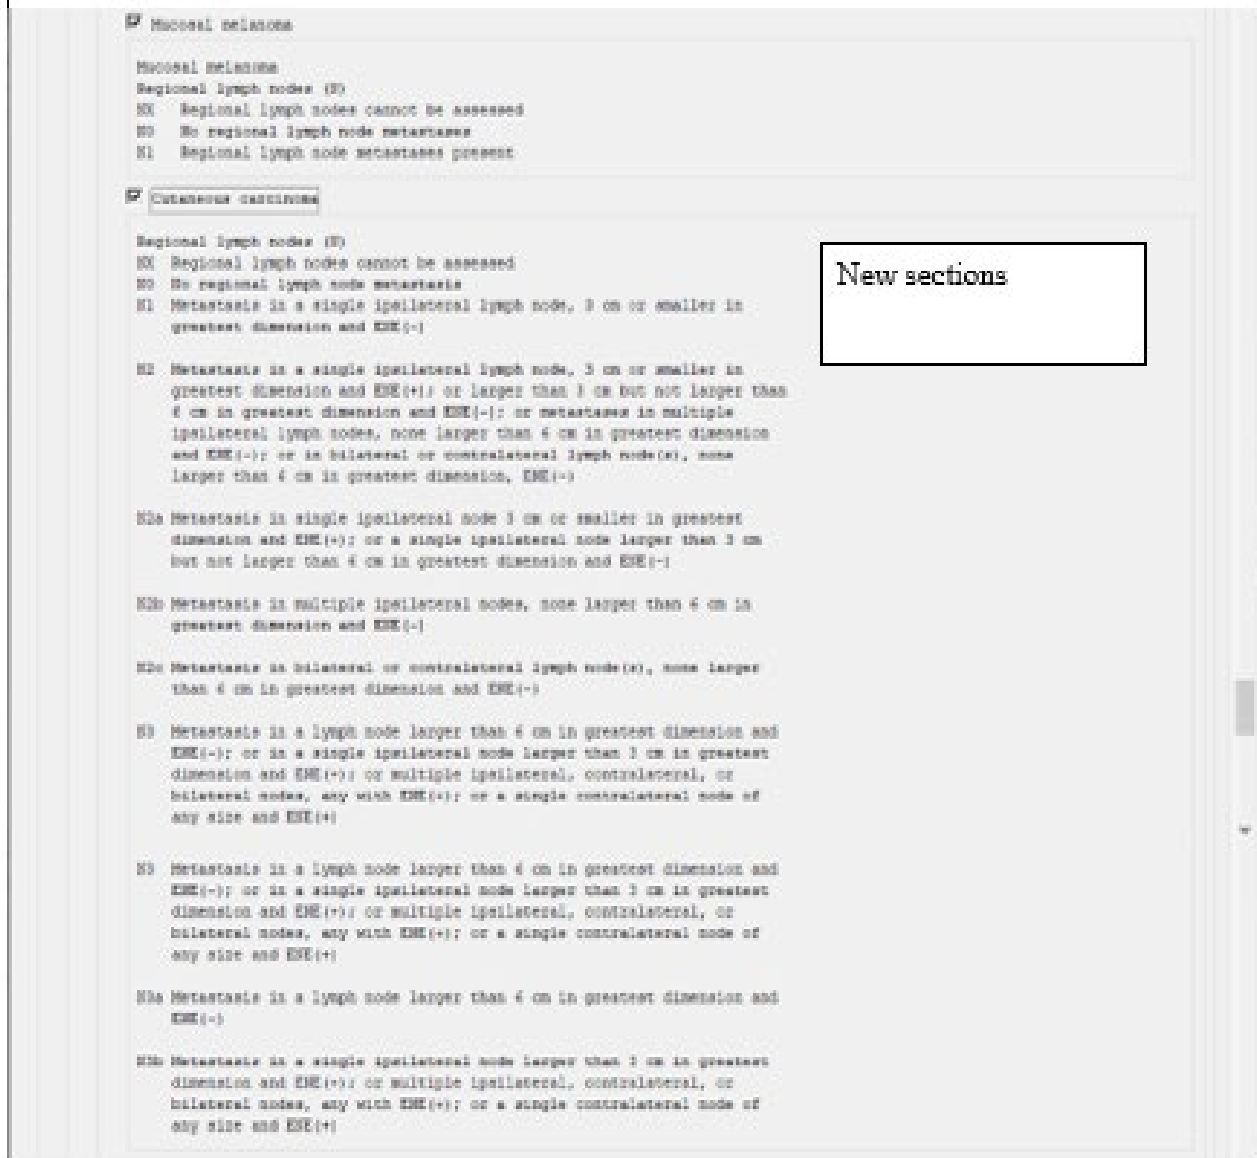 Mucosal melanoma
Mucosal melanoma
Regional lymph nodes (N)
NX Regional lymph nodes cannot be assessed
N0 No regional lymph node metastases
N1 Regional lymph node metastases present
Cutaneous carcinoma
Regional lymph nodes (N)
NX Regional lymph nodes cannot be assessed
N0 No regional lymph node metastasis
N1 Metastasis in a single ipsilateral lymph node, 3 cm or smaller in
greatest dimension and ENE(-)
New sections
N2 Metastasis in a single ipsilateral lymph node, 3 cm or smaller in
greatest dimension and ENE(+); or larger than 3 cm but not larger than
6 cm in greatest dimension and ENE(-); or metastases in multiple
ipsilateral lymph nodes, none larger than 6 cm in greatest dimension
and ENE(-); or in bilateral or contralateral lymph node(s), none
larger than 6 cm in greatest dimension, ENE(-)
N2a Metastasis in single ipsilateral node 3 cm or smaller in greatest
dimension and ENE(+); or a single ipsilateral node larger than 3 cm
but not larger than 6 cm in greatest dimension and ENE(-)
N2b Metastasis in multiple ipsilateral nodes, none larger than 6 cm in
greatest dimension and ENE(-)
N2c Metastasis in bilateral or contralateral lymph node(s), none larger
than 6 cm in greatest dimension and ENE(-)
N3 Metastasis in a lymph node larger than 6 cm in greatest dimension and
ENE(-); or in a single ipsilateral node larger than 3 cm in greatest
dimension and ENE(+); or multiple ipsilateral, contralateral, or
bilateral nodes, any with ENE(+); or a single contralateral node of
any size and ENE(+)
N3 Metastasis in a lymph node larger than 6 cm in greatest dimension and
ENE(-); or in a single ipsilateral node larger than 3 cm in greatest
dimension and ENE(+); or multiple ipsilateral, contralateral, or
bilateral nodes, any with ENE(+); or a single contralateral node of
any size and ENE(+)
N3a Metastasis in a lymph node larger than 6 cm in greatest dimension and
ENE(-)
N3b Metastasis in a single ipsilateral node larger than 3 cm in greatest
dimension and ENE(+); or multiple ipsilateral, contralateral, or
bilateral nodes, any with ENE(+); or a single contralateral node of
any size and ENE(+)